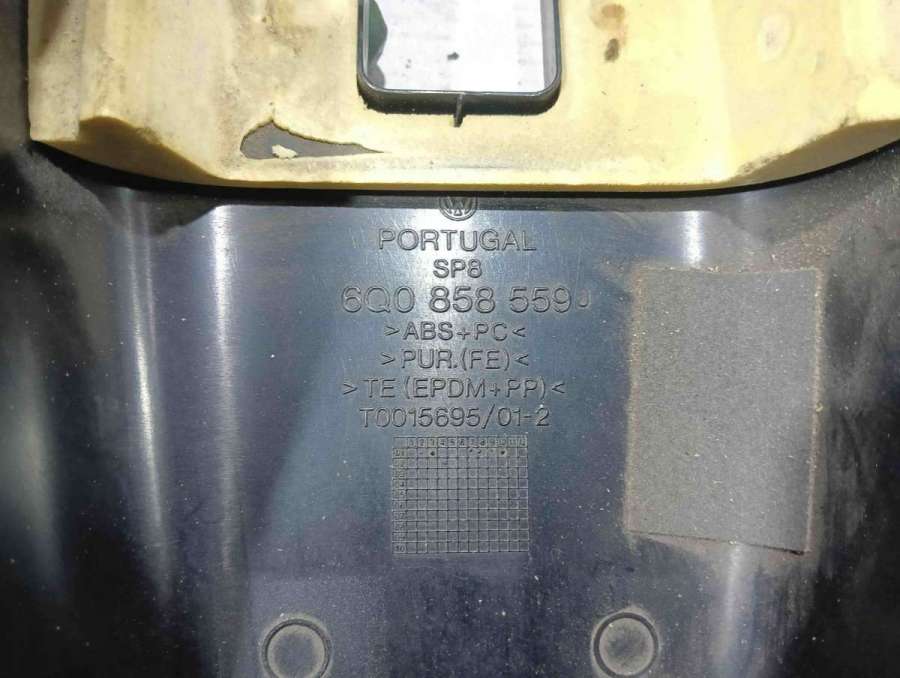 PORTUGAL
SP8
6Q0 858 559 J
>ABS+PC<
>PUR.(FE)<
>TE (EPDM+PP)<
T0015695/01-2